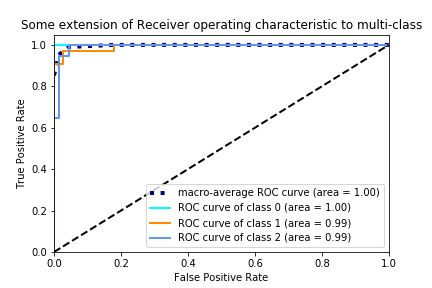 Some extension of Receiver operating characteristic to multi-class
1.0
0.8
0.6
0.4
0.2
0.0
True Positive Rate
macro-average ROC curve (area = 1.00)
ROC curve of class 0 (area = 1.00)
ROC curve of class 1 (area = 0.99)
ROC curve of class 2 (area = 0.99)
0.0 0.2 0.4 0.6 0.8 1.0
False Positive Rate